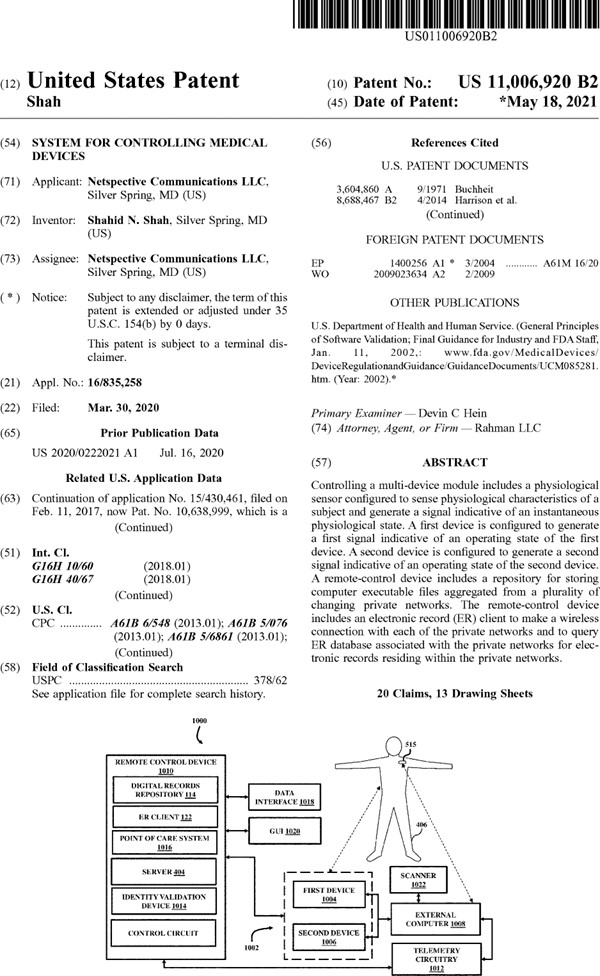 US011006920B2
(12) United States Patent
Shah
(10) Patent No.: US 11,006,920 B2
(45) Date of Patent: *May 18, 2021
(54) SYSTEM FOR CONTROLLING MEDICAL
DEVICES
(71) Applicant: Netspective Communications LLC,
Silver Spring, MD (US)
(72) Inventor: Shahid N. Shah, Silver Spring, MD
(US)
(73) Assignee: Netspective Communications LLC,
Silver Spring, MD (US)
( * ) Notice: Subject to any disclaimer, the term of this
patent is extended or adjusted under 35
U.S.C. 154(b) by 0 days.
This patent is subject to a terminal dis-
claimer.
(21) Appl. No.: 16/835,258
(22) Filed: Mar. 30, 2020
(65) Prior Publication Data
US 2020/0222021 A1 Jul. 16, 2020
Related U.S. Application Data
(63) Continuation of application No. 15/430,461, filed on
Feb. 11, 2017, now Pat. No. 10,638,999, which is a
(Continued)
(51) Int. Cl.
G16H 10/60 (2018.01)
G16H 40/67 (2018.01)
(Continued)
(52) U.S. Cl.
CPC ............. A61B 6/548 (2013.01); A61B 5/076
(2013.01); A61B 5/6861 (2013.01);
(Continued)
(58) Field of Classification Search
USPC ........................................................ 378/62
See application file for complete search history.
(56) References Cited
U.S. PATENT DOCUMENTS
3,604,860 A 9/1971 Buchheit
8,688,467 B2 4/2014 Harrison et al.
(Continued)
FOREIGN PATENT DOCUMENTS
EP 1400256 A1 * 3/2004 ............ A61M 16/20
WO 2009023634 A2 2/2009
OTHER PUBLICATIONS
U.S. Department of Health and Human Service. (General Principles
of Software Validation; Final Guidance for Industry and FDA Staff,
Jan. 11, 2002,: www.fda.gov/MedicalDevices/
DeviceRegulationandGuidance/GuidanceDocuments/UCM085281.
htm. (Year: 2002).*
Primary Examiner — Devin C Hein
(74) Attorney, Agent, or Firm — Rahman LLC
(57) ABSTRACT
Controlling a multi-device module includes a physiological
sensor configured to sense physiological characteristics of a
subject and generate a signal indicative of an instantaneous
physiological state. A first device is configured to generate
a first signal indicative of an operating state of the first
device. A second device is configured to generate a second
signal indicative of an operating state of the second device.
A remote-control device includes a repository for storing
computer executable files aggregated from a plurality of
changing private networks. The remote-control device
includes an electronic record (ER) client to make a wireless
connection with each of the private networks and to query
ER database associated with the private networks for elec-
tronic records residing within the private networks.
20 Claims, 13 Drawing Sheets
1000
REMOTE CONTROL DEVICE
1010
DIGITAL RECORDS
REPOSITORY 114
ER CLIENT 122
POINT OF CARE SYSTEM
1016
SERVER 404
IDENTITY VALIDATION
DEVICE 1014
CONTROL CIRCUIT
DATA
INTERFACE 1018
GUI 1020
1002
FIRST DEVICE
1004
SECOND DEVICE
1006
515
406
SCANNER
1022
EXTERNAL
COMPUTER 1008
TELEMETRY
CIRCUITRY
1012